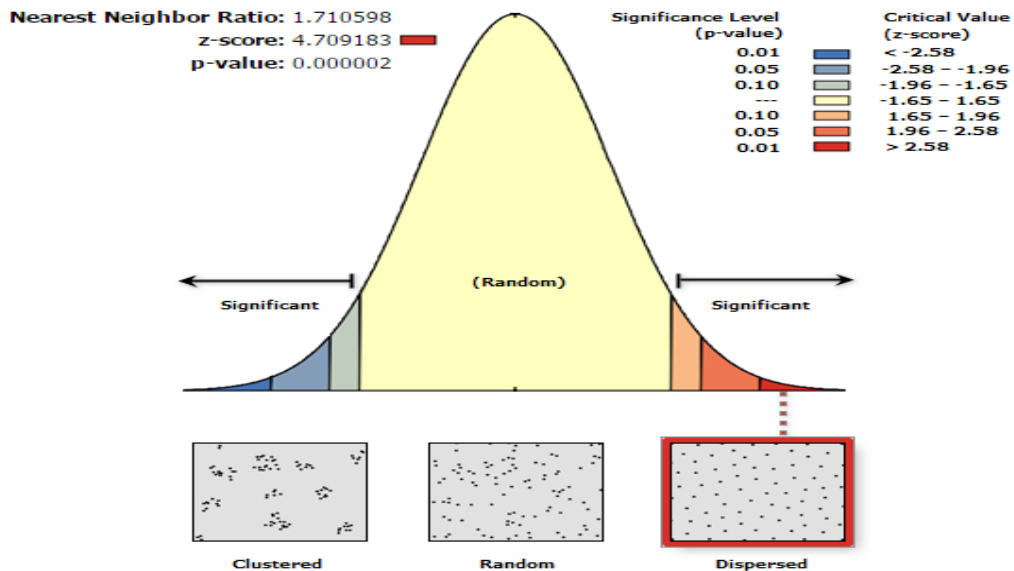 Nearest Neighbor Ratio: 1.710598
z-score: 4.709183
p-value: 0.000002
Significance Level
(p-value)
Critical Value
(z-score)
0.01 < -2.58
0.05 -2.58 – -1.96
0.10 -1.96 – -1.65
--- -1.65 – 1.65
0.10 1.65 – 1.96
0.05 1.96 – 2.58
0.01 > 2.58
(Random)
Significant
Significant
Clustered
Random
Dispersed